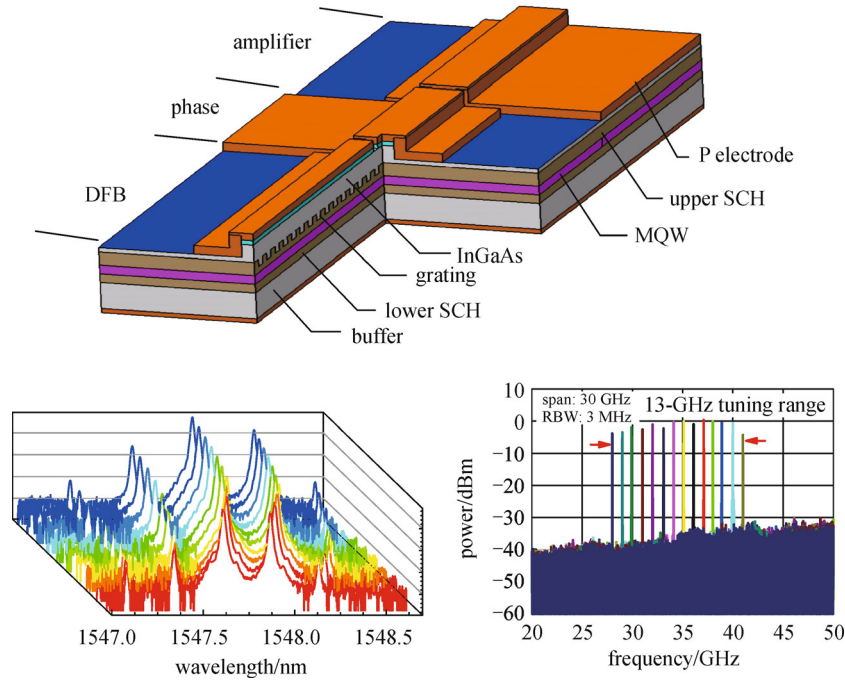 amplifier
phase
DFB
P electrode
upper SCH
MQW
InGaAs
grating
lower SCH
buffer
1547.0
1547.5
1548.0
1548.5
wavelength/nm
span: 30 GHz
RBW: 3 MHz
13-GHz tuning range
10
0
−10
−20
−30
−40
−50
−60
power/dBm
20
25
30
35
40
45
50
frequency/GHz